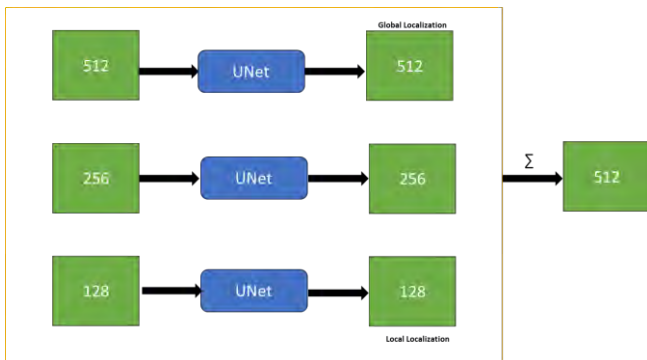 Global Localization
512
UNet
512
256
UNet
256
Σ
512
128
UNet
128
Local Localization